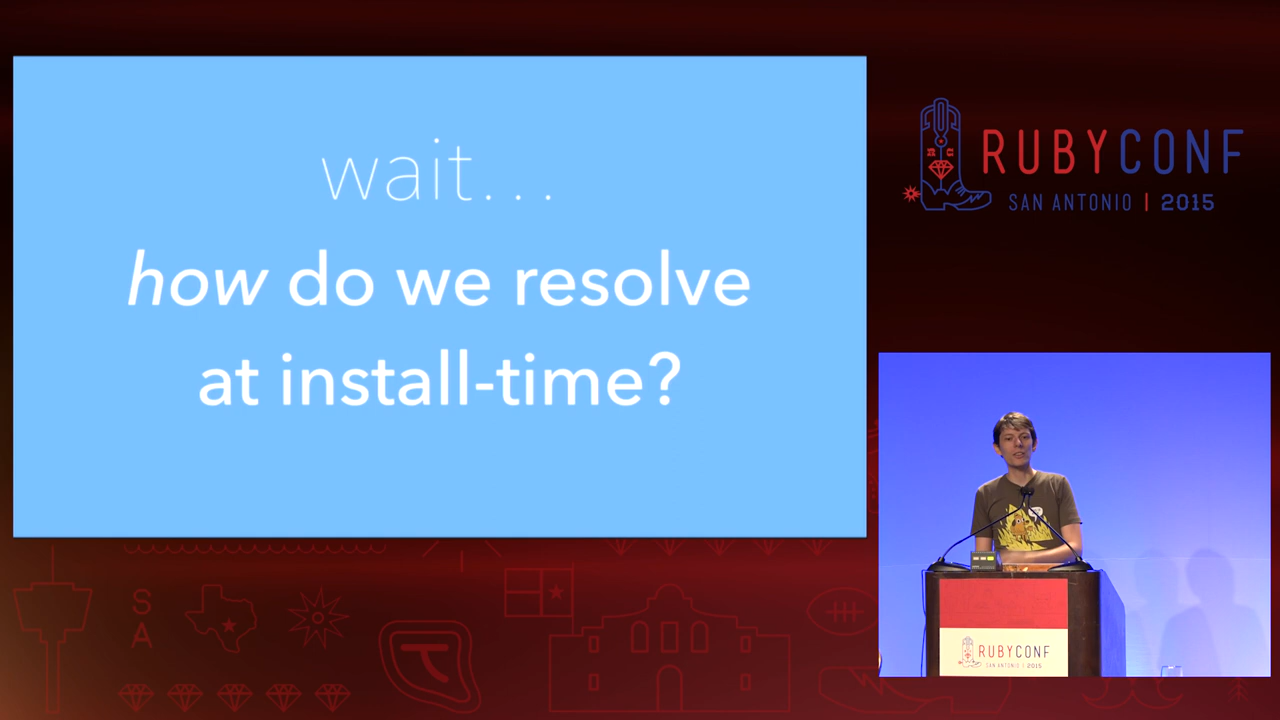 wait...
how do we resolve
at install-time?
RUBYCONF
SAN ANTONIO | 2015
S
A
RUBYCONF
SAN ANTONIO | 2015